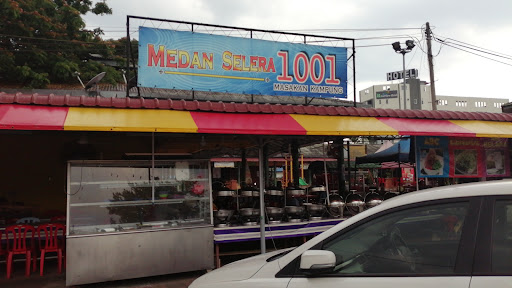 MEDAN SELERA 1001
MASAKAN KAMPUNG
HOTEL